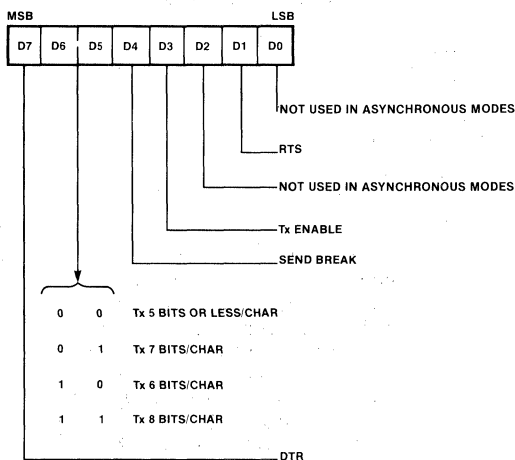 MSB LSB
D7 D6 D5 D4 D3 D2 D1 D0
NOT USED IN ASYNCHRONOUS MODES
RTS
NOT USED IN ASYNCHRONOUS MODES
Tx ENABLE
SEND BREAK
0 0 Tx 5 BITS OR LESS/CHAR
0 1 Tx 7 BITS/CHAR
1 0 Tx 6 BITS/CHAR
1 1 Tx 8 BITS/CHAR
DTR